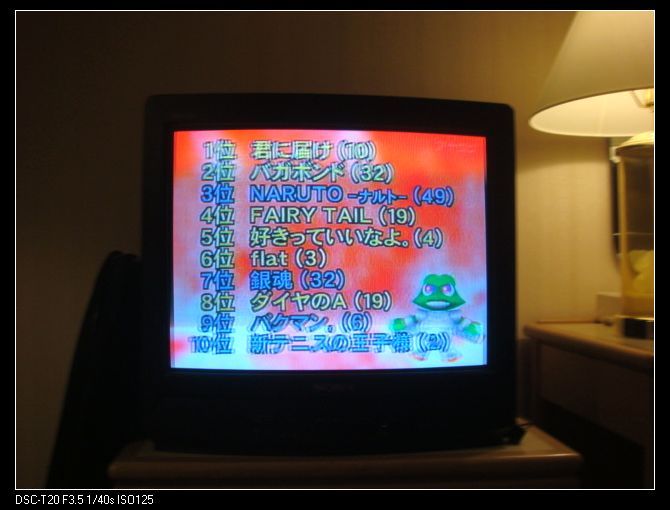 1位 君に届け (10)
2位 バガボンド (32)
3位 NARUTO -ナルト- (49)
4位 FAIRY TAIL (19)
5位 好きっていいなよ。(4)
6位 flat (3)
7位 銀魂 (32)
8位 ダイヤのA (19)
9位 バクマン。(6)
10位 新テニスの王子様 (2)
DSC-T20 F3.5 1/40s ISO125